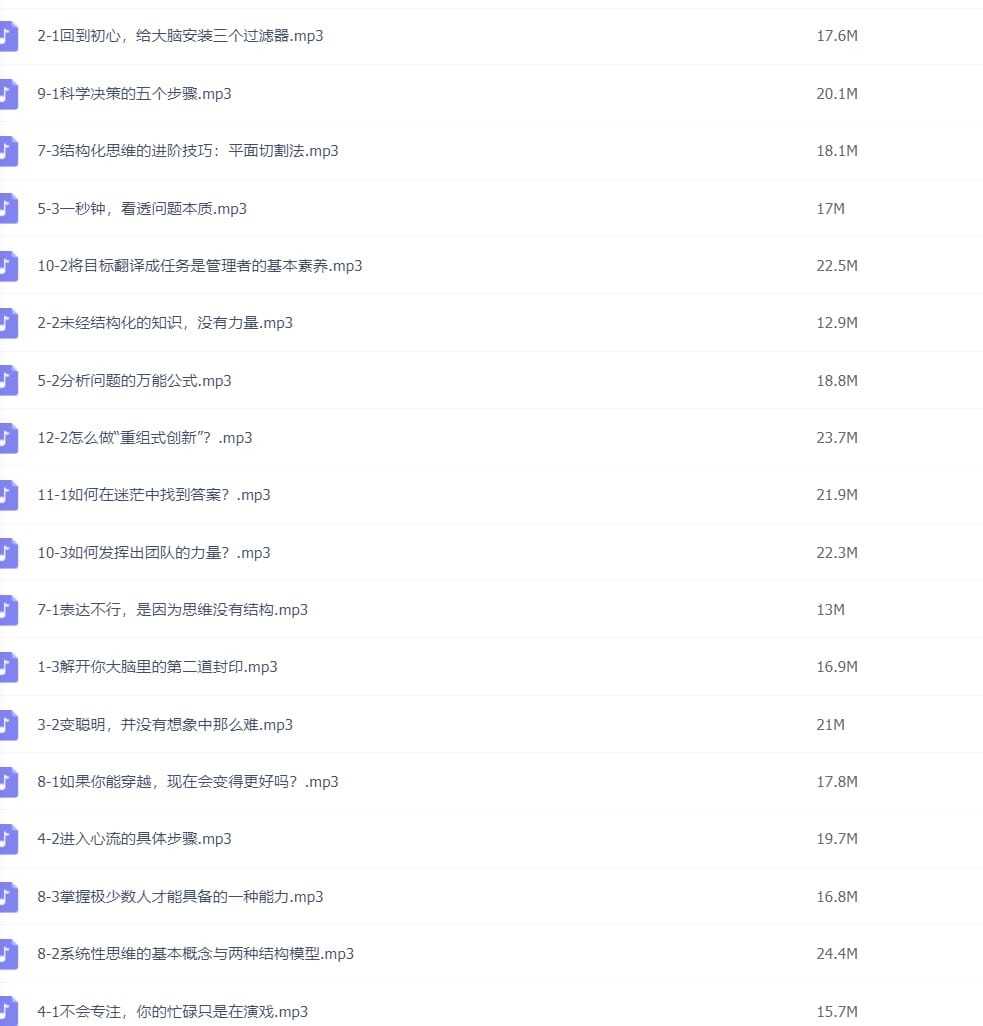 2-1回到初心，给大脑安装三个过滤器.mp3 17.6M
9-1科学决策的五个步骤.mp3 20.1M
7-3结构化思维的进阶技巧：平面切割法.mp3 18.1M
5-3一秒钟，看透问题本质.mp3 17M
10-2将目标翻译成任务是管理者的基本素养.mp3 22.5M
2-2未经结构化的知识，没有力量.mp3 12.9M
5-2分析问题的万能公式.mp3 18.8M
12-2怎么做“重组式创新”？.mp3 23.7M
11-1如何在迷茫中找到答案？.mp3 21.9M
10-3如何发挥出团队的力量？.mp3 22.3M
7-1表达不行，是因为思维没有结构.mp3 13M
1-3解开你大脑里的第二道封印.mp3 16.9M
3-2变聪明，并没有想象中那么难.mp3 21M
8-1如果你能穿越，现在会变得更好吗？.mp3 17.8M
4-2进入心流的具体步骤.mp3 19.7M
8-3掌握极少数人才能具备的一种能力.mp3 16.8M
8-2系统性思维的基本概念与两种结构模型.mp3 24.4M
4-1不会专注，你的忙碌只是在演戏.mp3 15.7M